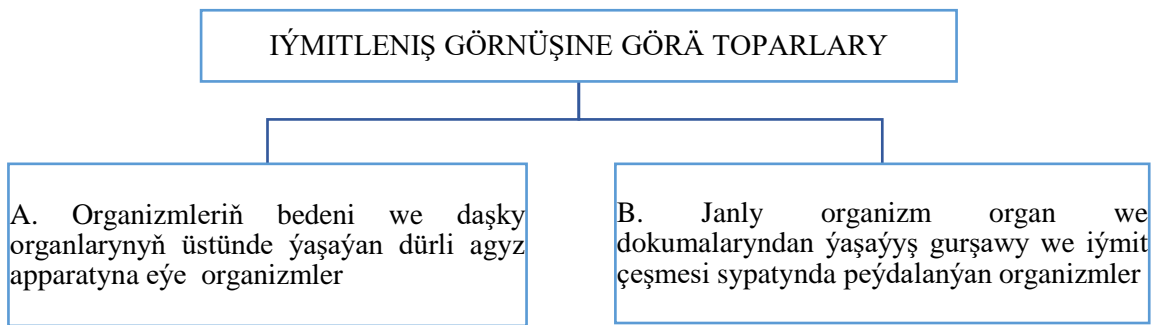 IÝMITLENIŞ GÖRNÜŞINE GÖRÄ TOPARLARY
A. Organizmleriň bedeni we daşky
organlarynyň üstünde ýaşaýan dürli agyz
apparatyna eýe organizmler
B. Janly organizm organ we
dokumalaryndan ýaşaýyş gurşawy we iýmit
çeşmesi sypatynda peýdalanýan organizmler